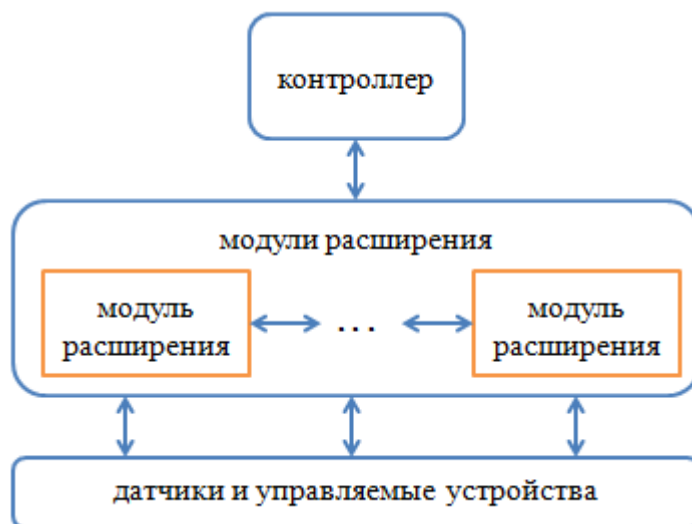 контроллер
модули расширения
модуль
расширения
...
модуль
расширения
датчики и управляемые устройства